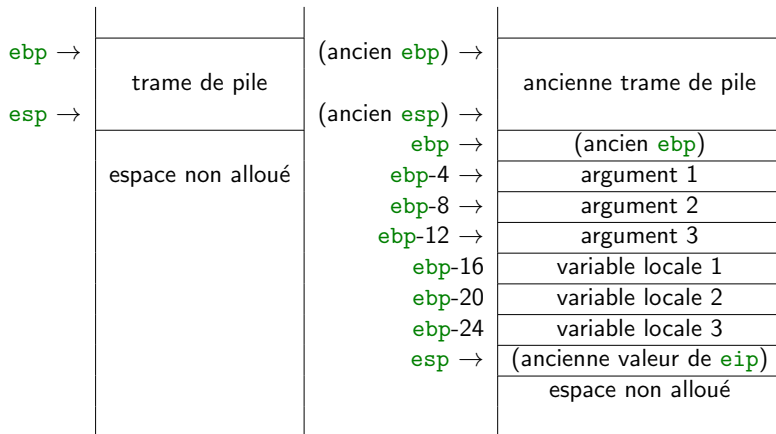 ebp → (ancien ebp) →
trame de pile ancienne trame de pile
esp → (ancien esp) →
ebp → (ancien ebp)
espace non alloué ebp-4 → argument 1
ebp-8 → argument 2
ebp-12 → argument 3
ebp-16 variable locale 1
ebp-20 variable locale 2
ebp-24 variable locale 3
esp → (ancienne valeur de eip)
espace non alloué